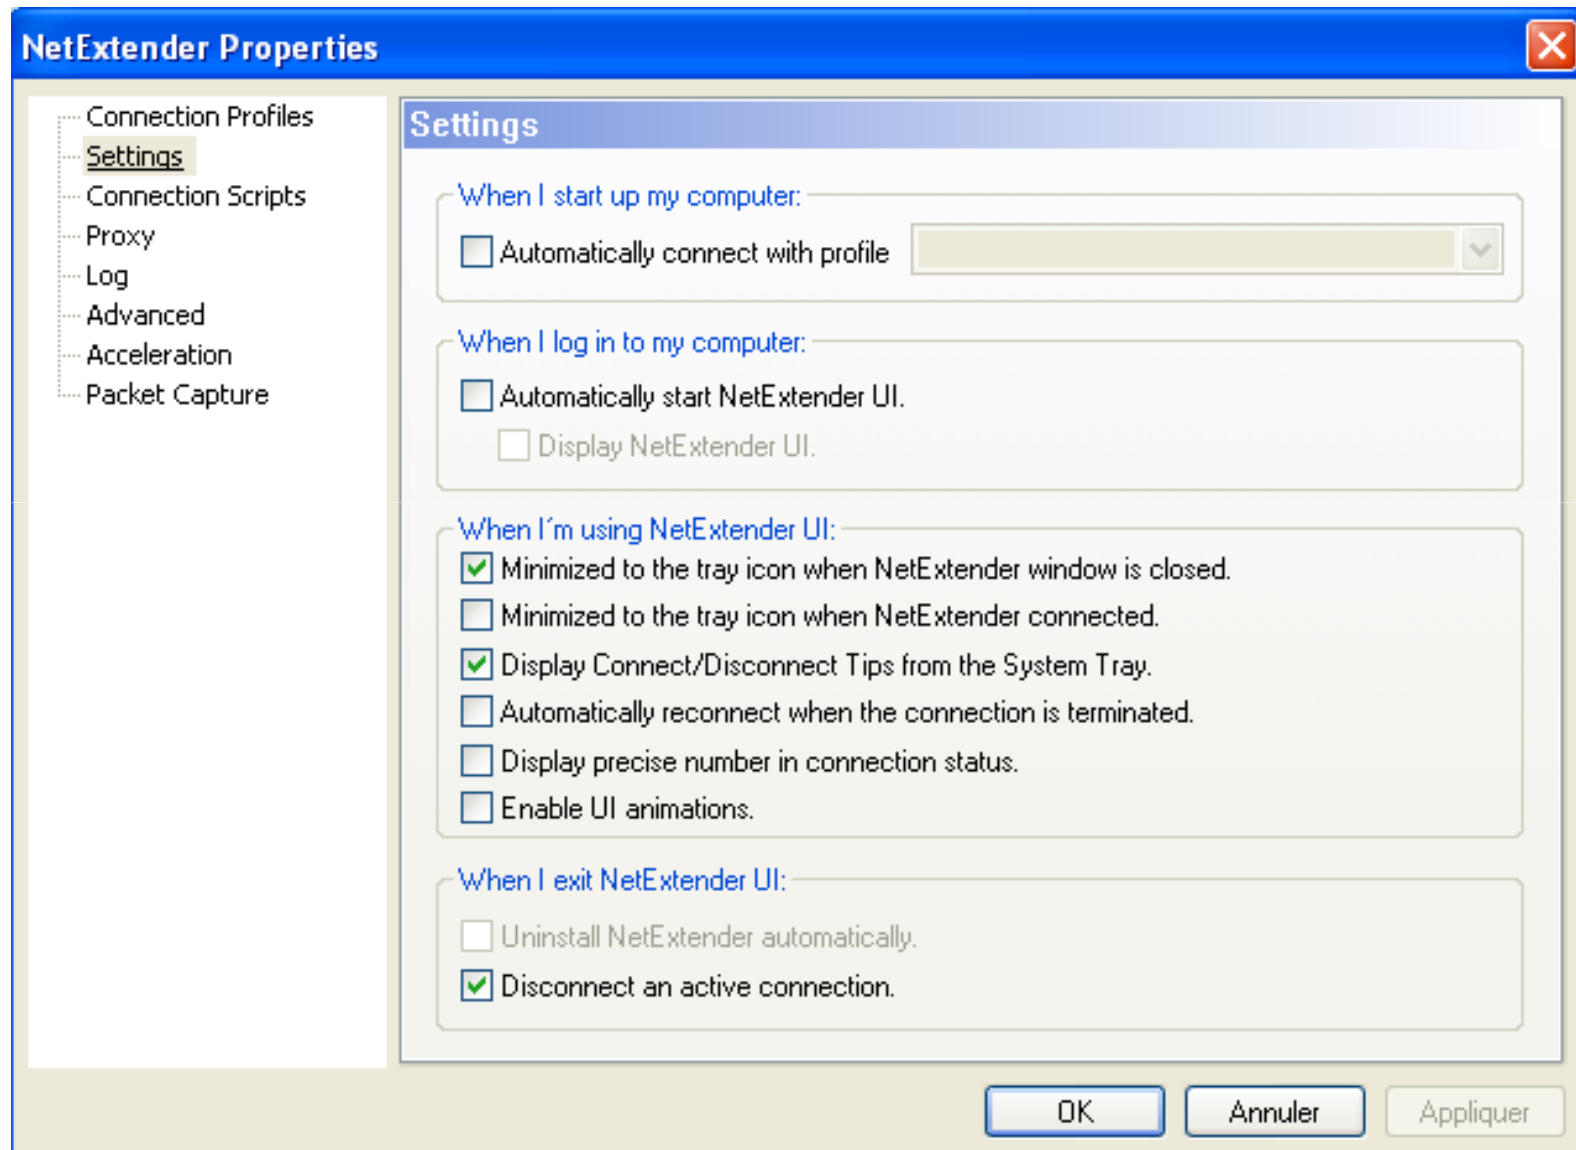 NetExtender Properties
Connection Profiles
Settings
Connection Scripts
Proxy
Log
Advanced
Acceleration
Packet Capture
Settings
When I start up my computer:
Automatically connect with profile
When I log in to my computer:
Automatically start NetExtender UI.
Display NetExtender UI.
When I´m using NetExtender UI:
Minimized to the tray icon when NetExtender window is closed.
Minimized to the tray icon when NetExtender connected.
Display Connect/Disconnect Tips from the System Tray.
Automatically reconnect when the connection is terminated.
Display precise number in connection status.
Enable UI animations.
When I exit NetExtender UI:
Uninstall NetExtender automatically.
Disconnect an active connection.
OK Annuler Appliquer